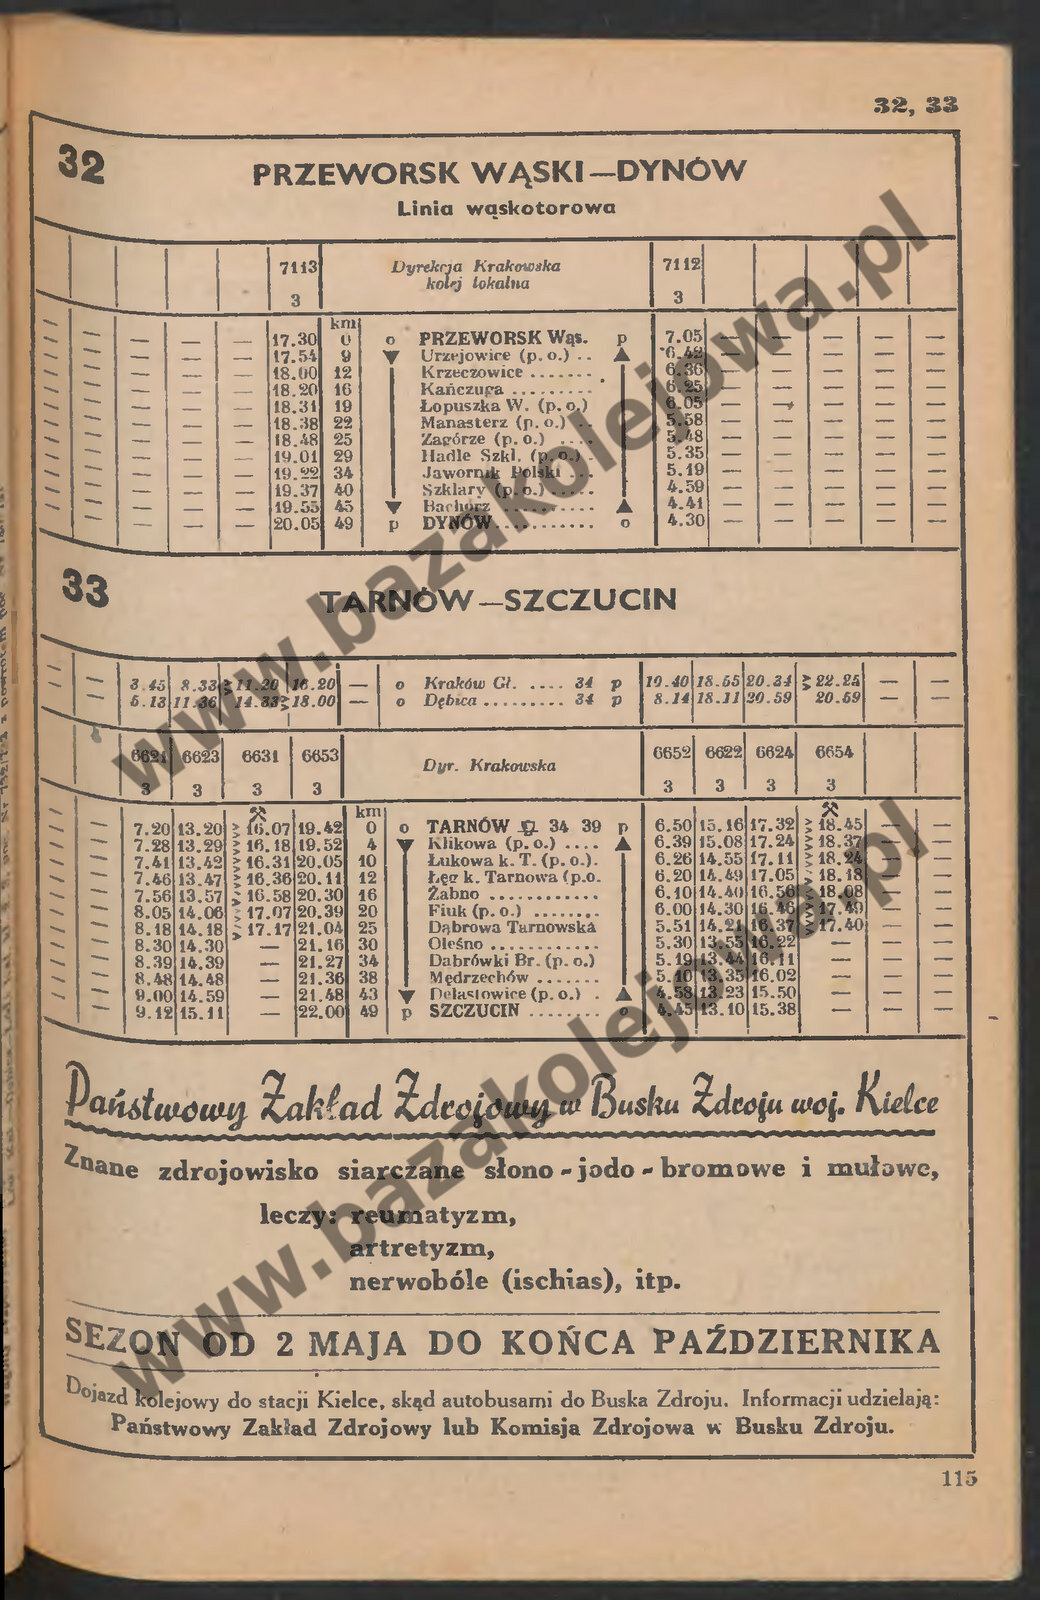 32, 33
32
PRZEWORSK WĄSKI—DYNÓW
Linia wąskotorowa
7113 Dyrekcja Krakowska 7112
kolej lokalna
3 3
km
17.30 0 o PRZEWORSK Wąs. p 7.05
17.54 9 Urzejowice (p. o.) .. 6.42
18.00 12 Krzeczowice ....... 6.36
18.20 16 Kańczuga .......... 6.25
18.31 19 Łopuszka W. (p. o.) 6.05
18.38 22 Manasterz (p. o.) .. 5.58
18.48 25 Zagórze (p. o.) .... 5.48
19.01 29 Hadle Szkl. (p. o.) . 5.35
19.22 34 Jawornik Polski ... 5.19
19.37 40 Szklary (p. o.) ..... 4.59
19.55 45 Bachórz .......... 4.41
20.05 49 p DYNÓW ............ o 4.30
33
TARNÓW—SZCZUCIN
3.45 8.33 11.20 16.20 — o Kraków Gł. ..... 34 p 19.40 18.55 20.34 22.25 — —
11.36 14.33 18.00 — o Dębica ......... 34 p 8.14 18.11 20.59 20.59 — —
6621 6623 6631 6653 Dyr. Krakowska 6652 6622 6624 6654
3 3 3 3 3 3 3 3
km
7.20 13.20 16.07 19.42 0 o TARNÓW 34 39 p 6.50 15.16 17.32 18.45
7.28 13.29 16.18 19.52 4 Klikowa (p. o.) .... 6.39 15.08 17.24 18.37
7.41 13.42 16.31 20.05 10 Łukowa k. T. (p. o.). 6.26 14.55 17.11 18.24
7.46 13.47 16.36 20.11 12 Łęg k. Tarnowa (p.o. 6.20 14.49 17.05 18.18
7.56 13.57 16.58 20.30 16 Żabno ............ 6.10 14.40 16.56 18.08
8.05 14.06 17.07 20.39 20 Fiuk (p. o.) ........ 6.00 14.30 16.46 17.49
8.18 14.18 17.17 21.04 25 Dąbrowa Tarnowska 5.51 14.21 16.37 17.40
8.30 14.30 — 21.16 30 Oleśno ............ 5.30 13.55 16.22 —
8.39 14.39 — 21.27 34 Dabrówki Br. (p. o.) 5.19 13.44 16.11 —
8.48 14.48 — 21.36 38 Mędrzechów ....... 5.10 13.35 16.02 —
9.00 14.59 — 21.48 43 Delastowice (p. o.) . 4.58 13.23 15.50 —
9.12 15.11 — 22.00 49 p SZCZUCIN ........ o 4.45 13.10 15.38 —
Państwowy Zakład Zdrojowy w Busku Zdroju woj. Kielce
Znane zdrojowisko siarczane słono-jodo-bromowe i mułowe,
leczy: reumatyzm,
artretyzm,
nerwobóle (ischias), itp.
SEZON OD 2 MAJA DO KOŃCA PAŹDZIERNIKA
Dojazd kolejowy do stacji Kielce, skąd autobusami do Buska Zdroju. Informacji udzielają:
Państwowy Zakład Zdrojowy lub Komisja Zdrojowa w Busku Zdroju.
115
www.bazakolejowa.pl
www.bazakolejowa.pl